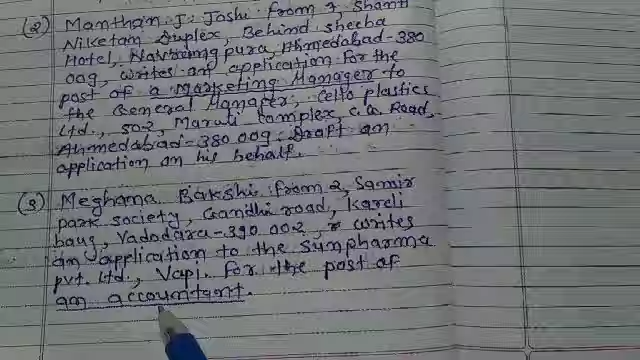 (2) Manthan J. Joshi from 7, Shanti
Niketan Duplex, Behind Sheeba
Hotel, Navrangpura, Ahmedabad-380
009, writes an application for the
post of a Marketing Manager to
the General Manager, Cello plastics
Ltd., 502, Maruti complex, C.G. Road,
Ahmedabad-380 009. Draft an
application on his behalf.
(3) Meghana Bakshi from 2, Samir
park society, Gandhi road, Kareli
baug, Vadodara-390 002, writes
an application to the Sunpharma
pvt. Ltd., Vapi. for the post of
an accountant.